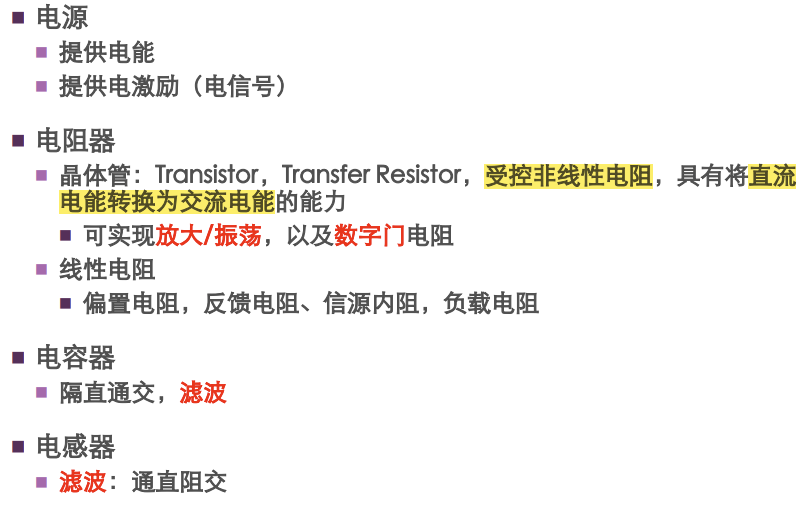 电源
提供电能
提供电激励（电信号）
电阻器
晶体管：Transistor，Transfer Resistor，受控非线性电阻，具有将直流
电能转换为交流电能的能力
可实现放大/振荡，以及数字门电阻
线性电阻
偏置电阻，反馈电阻、信源内阻，负载电阻
电容器
隔直通交，滤波
电感器
滤波：通直阻交